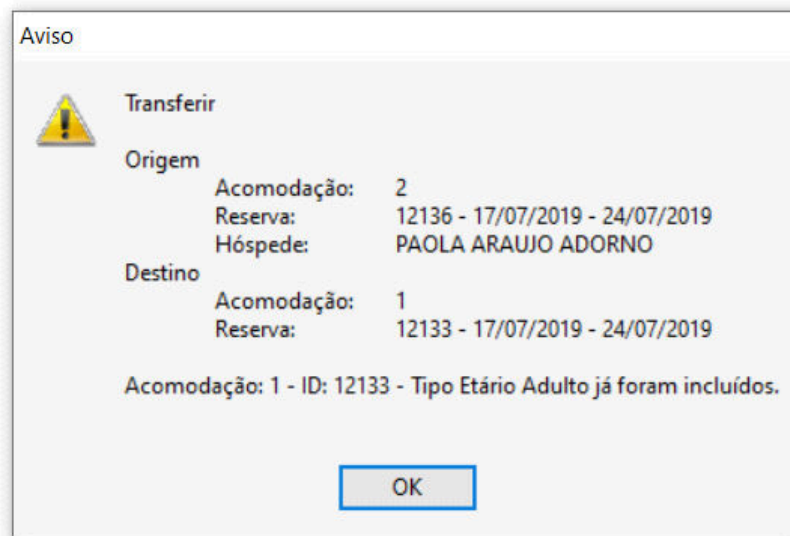 Aviso
Transferir
Origem
Acomodação: 2
Reserva: 12136 - 17/07/2019 - 24/07/2019
Hóspede: PAOLA ARAUJO ADORNO
Destino
Acomodação: 1
Reserva: 12133 - 17/07/2019 - 24/07/2019
Acomodação: 1 - ID: 12133 - Tipo Etário Adulto já foram incluídos.
OK